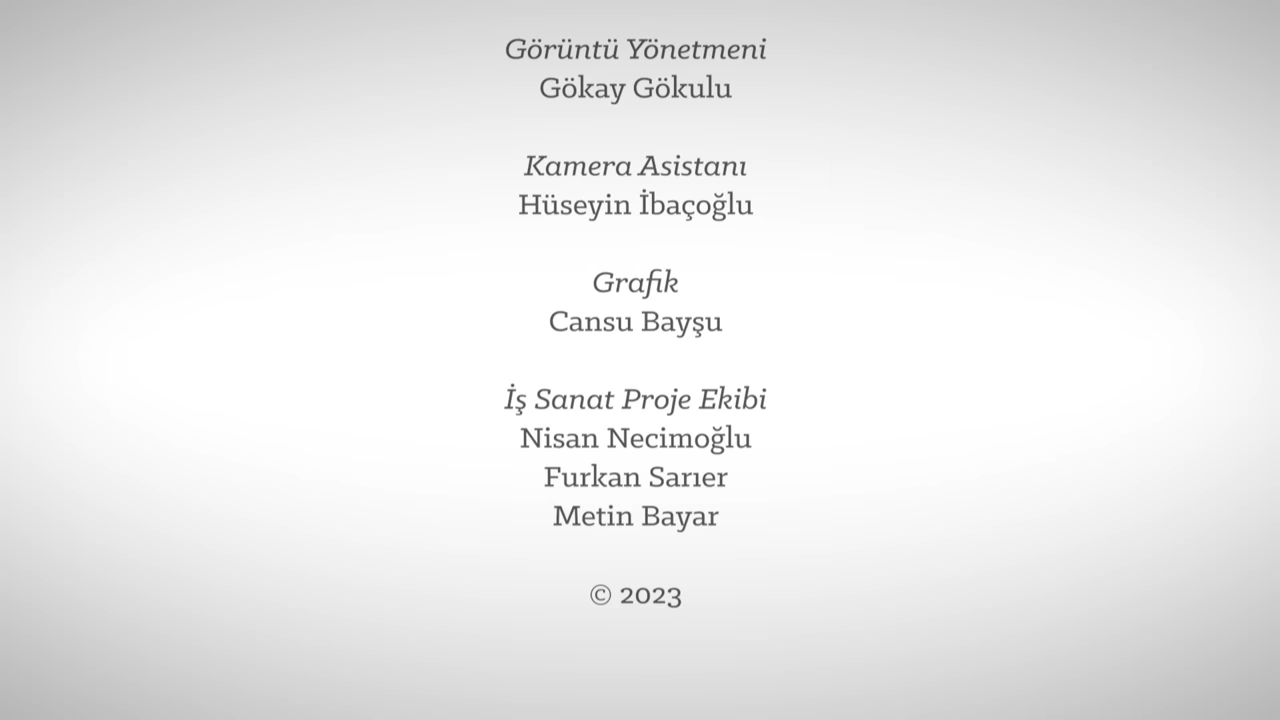 Görüntü Yönetmeni
Gökay Gökulu
Kamera Asistanı
Hüseyin İbaçoğlu
Grafik
Cansu Bayşu
İş Sanat Proje Ekibi
Nisan Necimoğlu
Furkan Sarıer
Metin Bayar
© 2023